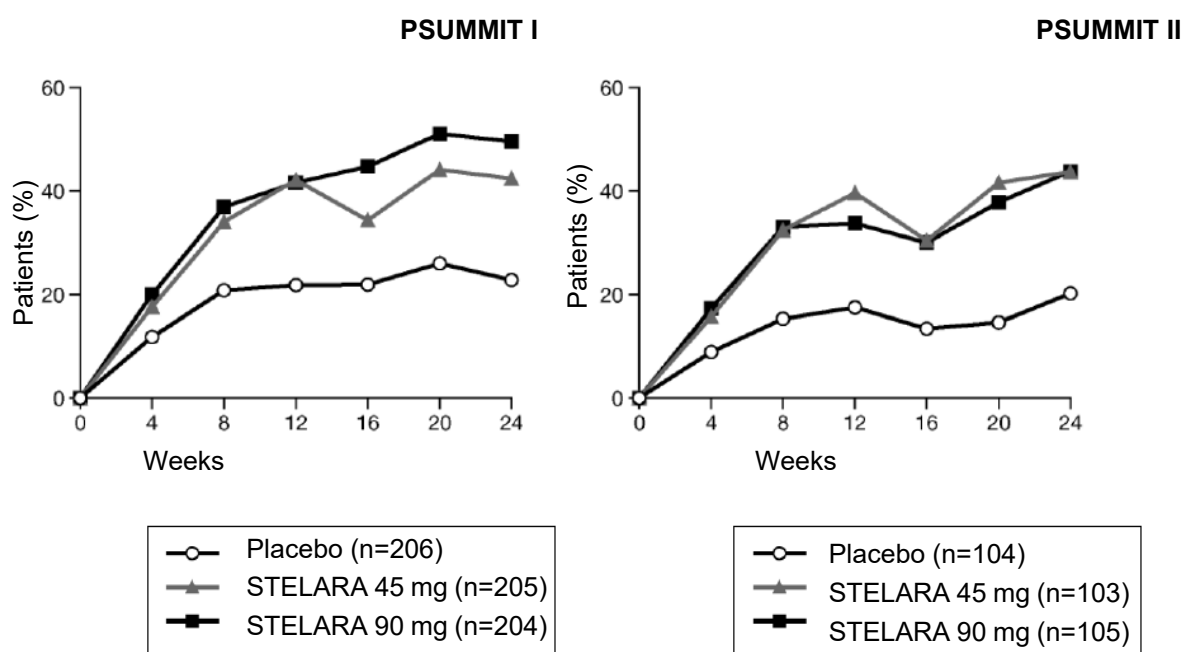 PSUMMIT I
60
40
20
0
Patients (%)
0 4 8 12 16 20 24
Weeks
Placebo (n=206)
STELARA 45 mg (n=205)
STELARA 90 mg (n=204)
PSUMMIT II
60
40
20
0
Patients (%)
0 4 8 12 16 20 24
Weeks
Placebo (n=104)
STELARA 45 mg (n=103)
STELARA 90 mg (n=105)